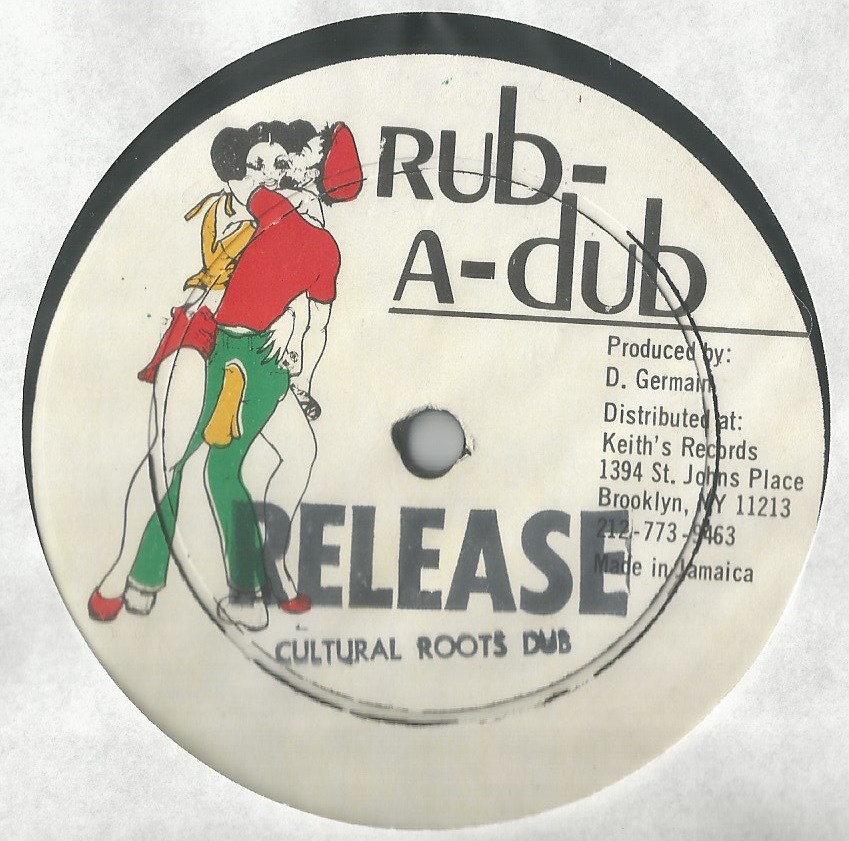 Rub-
A-dub
Produced by:
D. Germain
Distributed at:
Keith's Records
1394 St. Johns Place
Brooklyn, NY 11213
212-773-9463
Made in Jamaica
RELEASE
CULTURAL ROOTS DUB